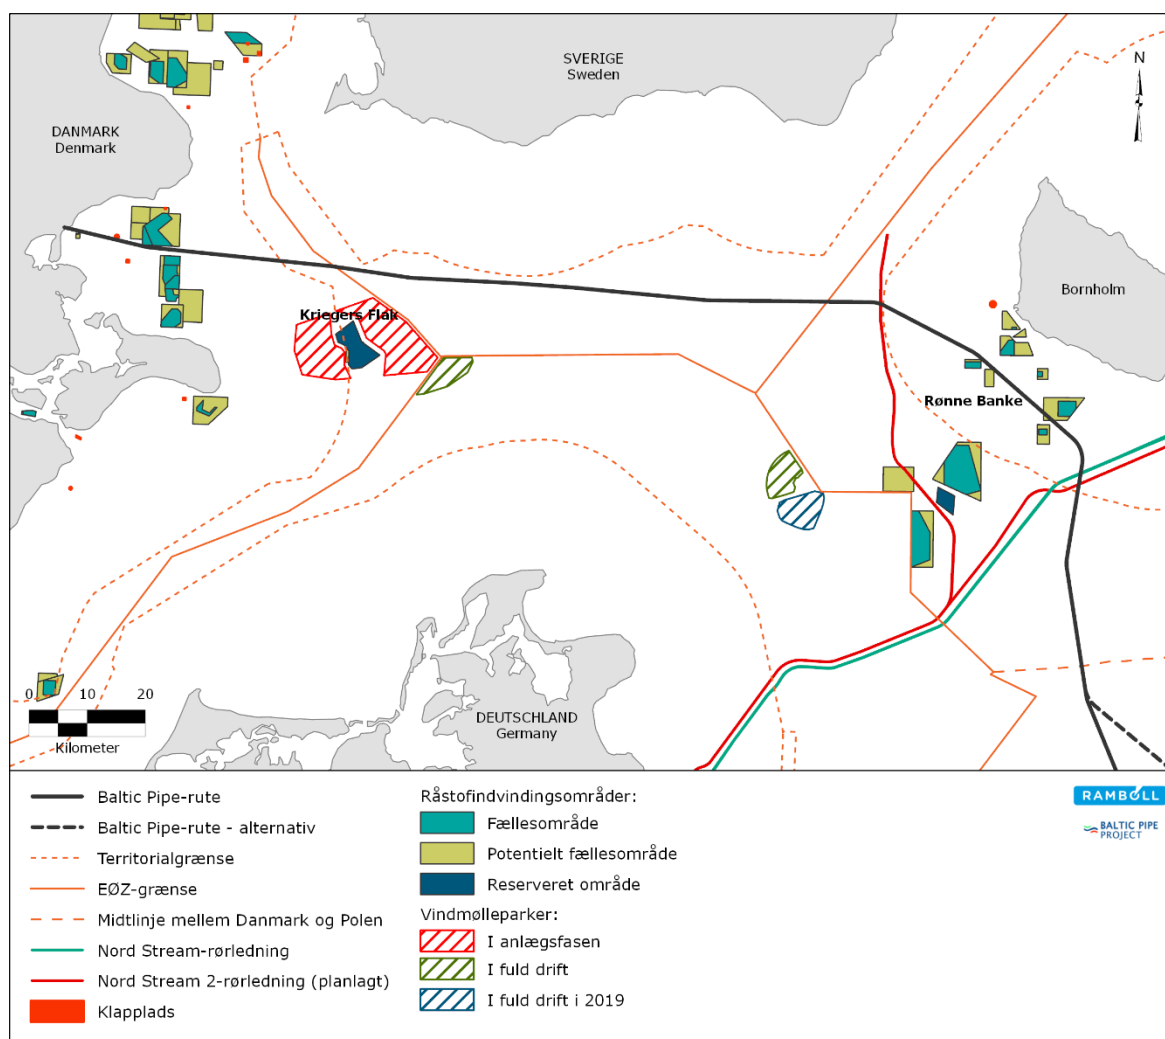 SVERIGE
Sweden
N
DANMARK
Denmark
Bornholm
Kriegers Flak
Rønne Banke
0 10 20
Kilometer
DEUTSCHLAND
Germany
Baltic Pipe-rute
Baltic Pipe-rute - alternativ
Territorialgrænse
EØZ-grænse
Midtlinje mellem Danmark og Polen
Nord Stream-rørledning
Nord Stream 2-rørledning (planlagt)
Klapplads
Råstofindvindingsområder:
Fællesområde
Potentielt fællesområde
Reserveret område
Vindmølleparker:
I anlægsfasen
I fuld drift
I fuld drift i 2019
RAMBOLL
BALTIC PIPE
PROJECT